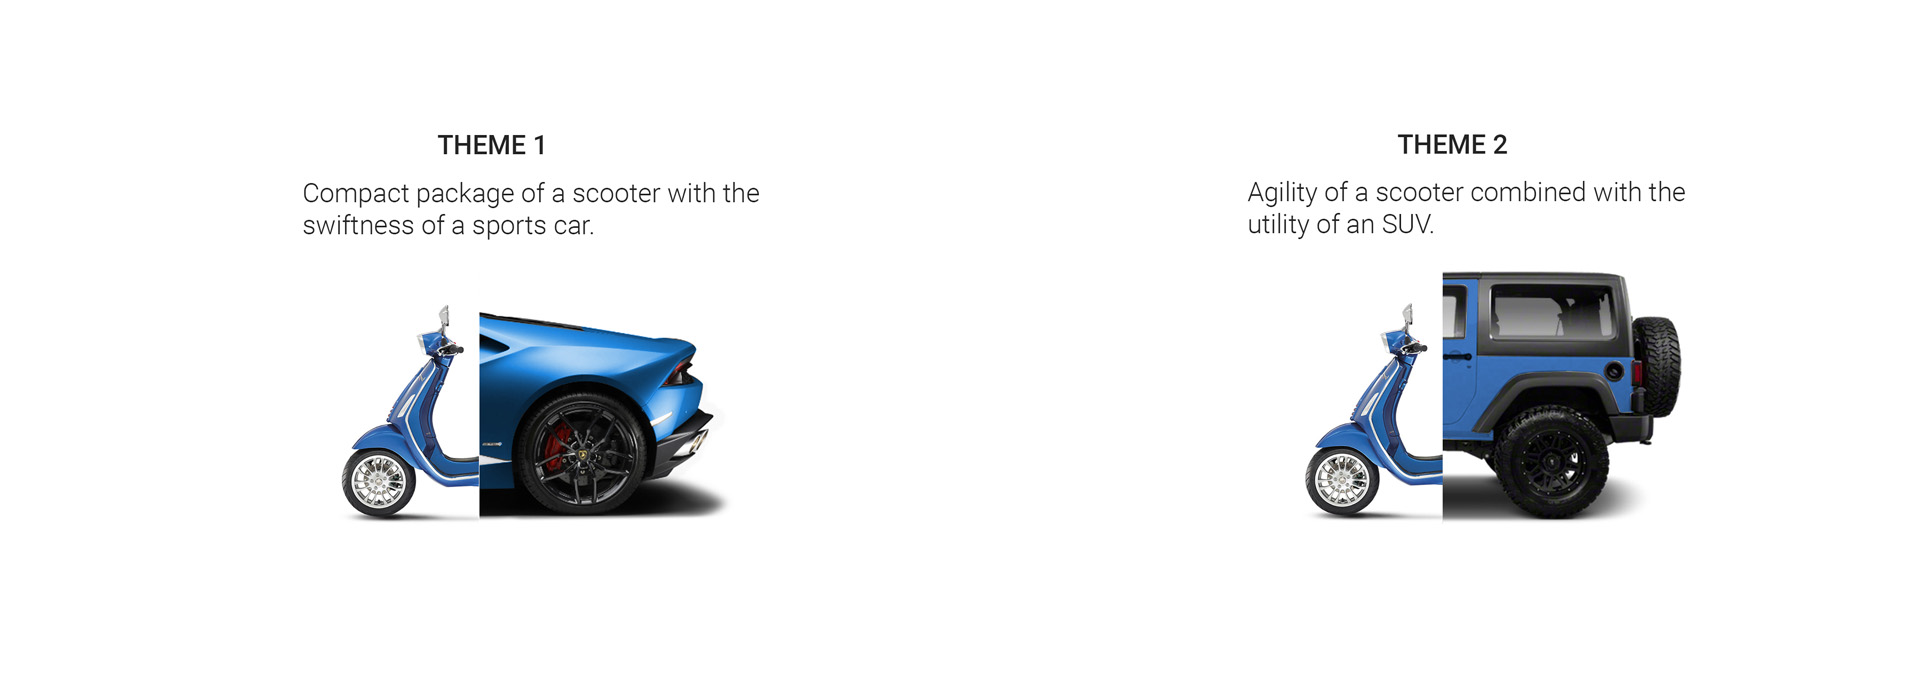 THEME 1
Compact package of a scooter with the
swiftness of a sports car.
THEME 2
Agility of a scooter combined with the
utility of an SUV.